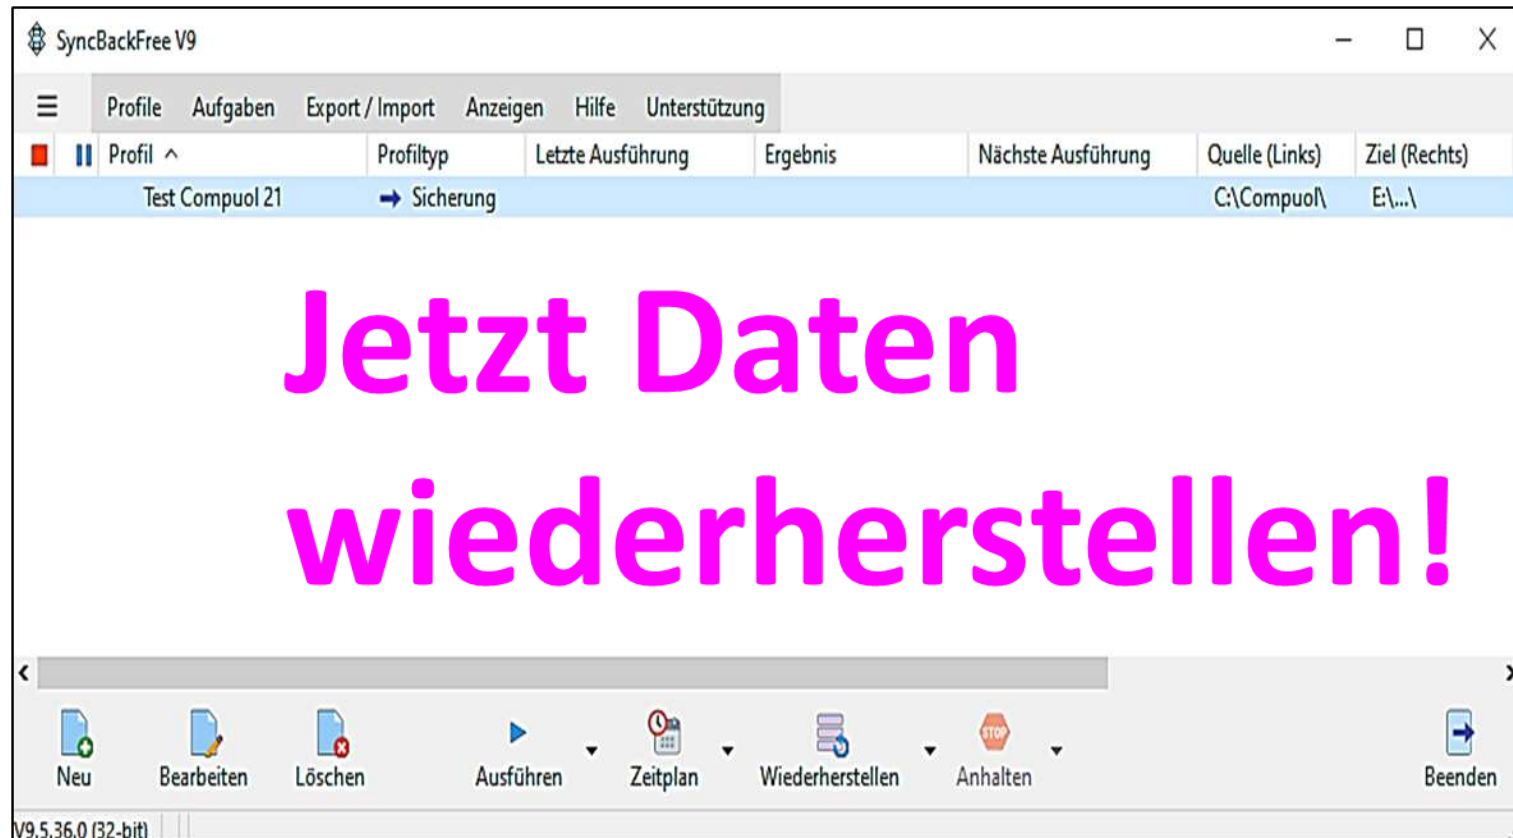 SyncBackFree V9
Profile Aufgaben Export / Import Anzeigen Hilfe Unterstützung
Profil Profiltyp Letzte Ausführung Ergebnis Nächste Ausführung Quelle (Links) Ziel (Rechts)
Test Compuol 21 Sicherung C:\Compuol\ E:\...\
Jetzt Daten
wiederherstellen!
STOP
Neu Bearbeiten Löschen Ausführen Zeitplan Wiederherstellen Anhalten Beenden
V9.5.36.0 (32-bit)